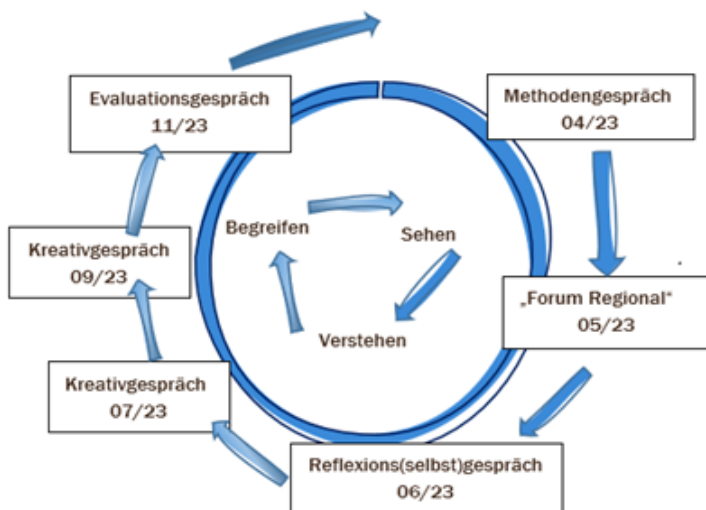 Evaluationsgespräch
11/23
Methodengespräch
04/23
Begreifen
Sehen
Verstehen
Kreativgespräch
09/23
„Forum Regional“
05/23
Kreativgespräch
07/23
Reflexions(selbst)gespräch
06/23